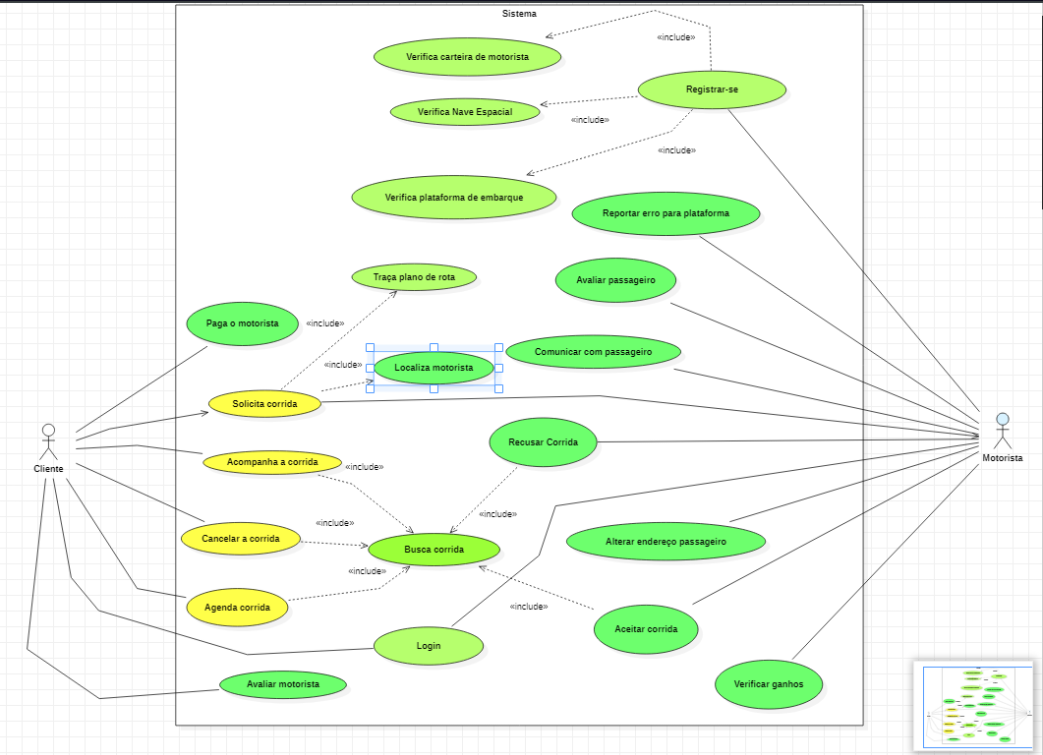 Sistema
«include»
Verifica carteira de motorista
Registrar-se
Verifica Nave Espacial
«include»
«include»
Verifica plataforma de embarque
Reportar erro para plataforma
Traça plano de rota
Avaliar passageiro
Paga o motorista
«include»
Comunicar com passageiro
«include»
Localiza motorista
Solicita corrida
Recusar Corrida
Cliente
Motorista
Acompanha a corrida
«include»
«include»
«include»
Cancelar a corrida
Busca corrida
Alterar endereço passageiro
«include»
Agenda corrida
«include»
Aceitar corrida
Login
Avaliar motorista
Verificar ganhos